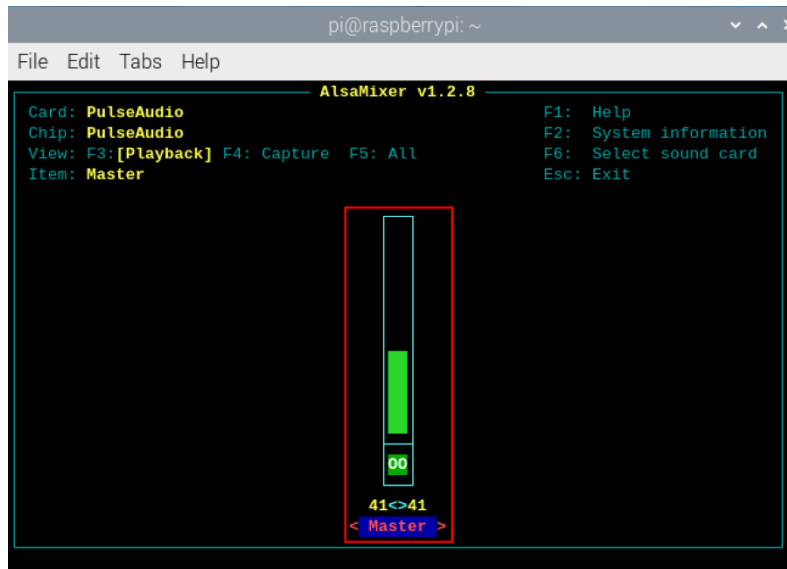 pi@raspberrypi: ~
File Edit Tabs Help
AlsaMixer v1.2.8
Card: PulseAudio F1: Help
Chip: PulseAudio F2: System information
View: F3:[Playback] F4: Capture F5: All F6: Select sound card
Item: Master Esc: Exit
OO
41<>41
< Master >